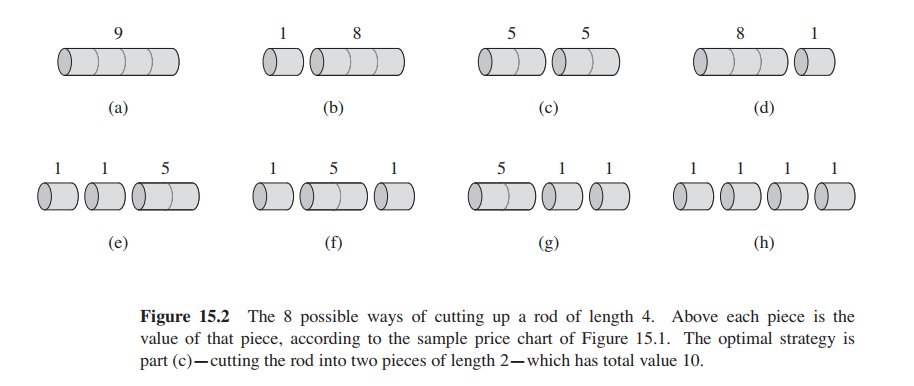 9 1 8 5 5 8 1
(a) (b) (c) (d)
1 1 5 1 5 1 5 1 1 1 1 1 1
(e) (f) (g) (h)
Figure 15.2 The 8 possible ways of cutting up a rod of length 4. Above each piece is the
value of that piece, according to the sample price chart of Figure 15.1. The optimal strategy is
part (c)—cutting the rod into two pieces of length 2—which has total value 10.